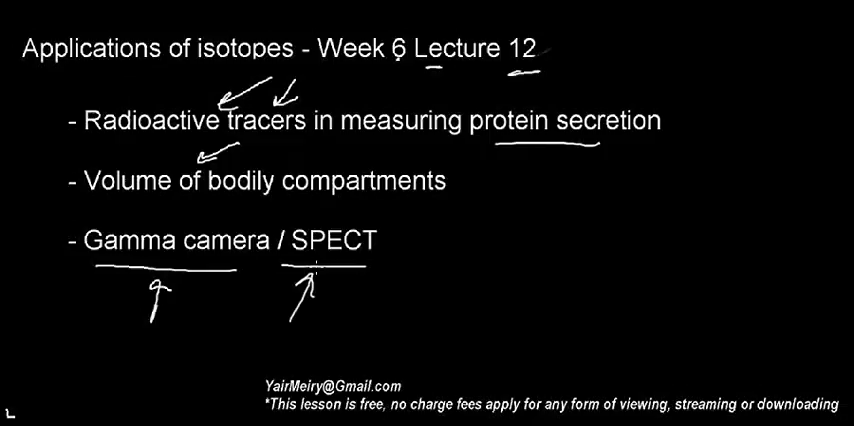 Applications of isotopes - Week 6 Lecture 12
- Radioactive tracers in measuring protein secretion
- Volume of bodily compartments
- Gamma camera / SPECT
YairMeiry@Gmail.com
*This lesson is free, no charge fees apply for any form of viewing, streaming or downloading